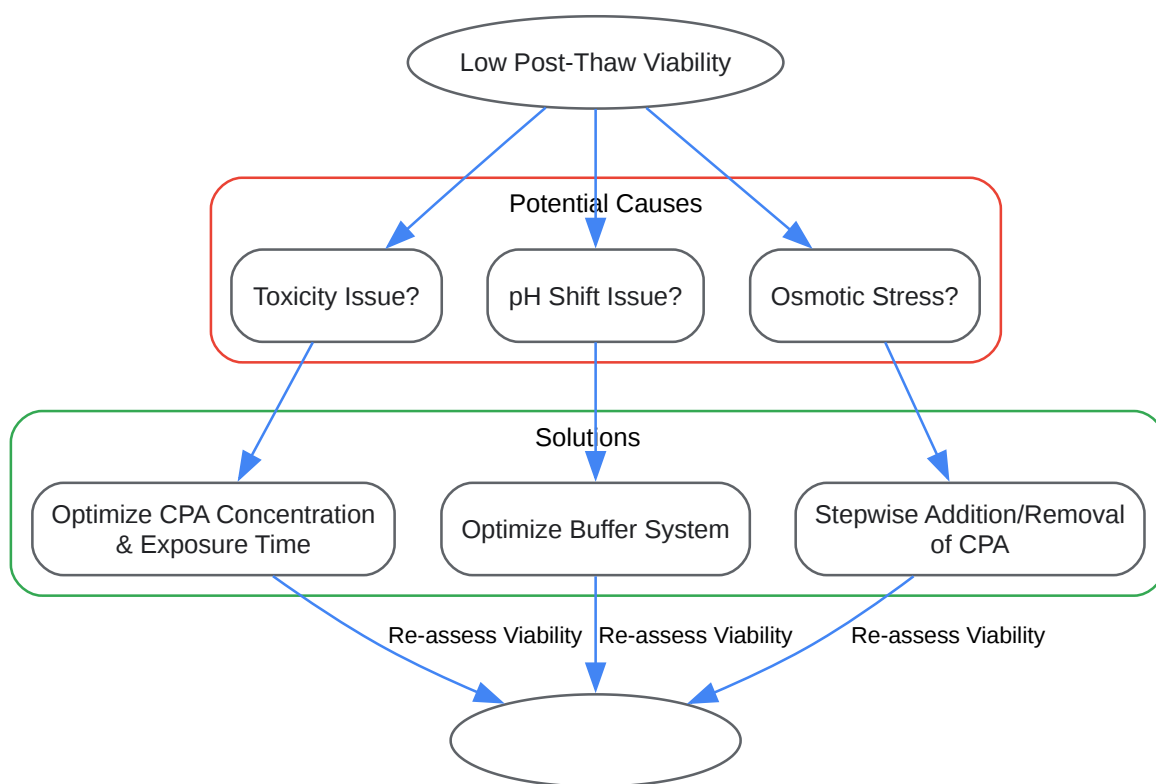 Low Post-Thaw Viability
Potential Causes
Toxicity Issue?
pH Shift Issue?
Osmotic Stress?
Solutions
Optimize CPA Concentration
& Exposure Time
Optimize Buffer System
Stepwise Addition/Removal
of CPA
Re-assess Viability
Re-assess Viability
Re-assess Viability